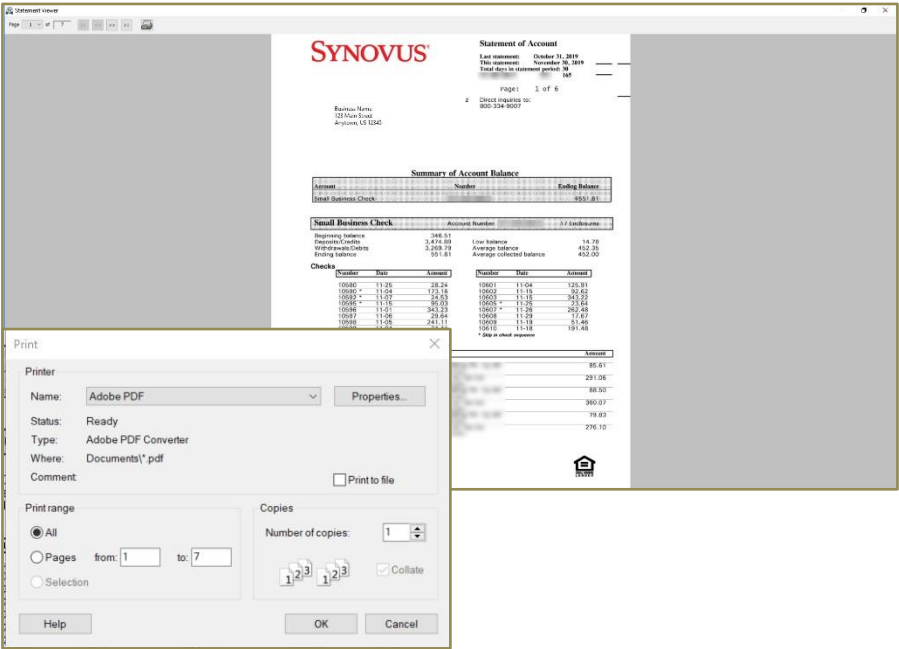 Statement Viewer
Page 1 of 7
SYNOVUS
Statement of Account
Last statement: October 31, 2019
This statement: November 30, 2019
Total days in statement period: 30
165
Page: 1 of 6
2 Direct inquiries to:
800-334-9007
Business Name
123 Main Street
Anytown, US 12345
Summary of Account Balance
Account Number Ending Balance
Small Business Check
Small Business Check Account Number 37 Enclosures
Beginning balance 346.51
Deposits/Credits 3,474.89
Withdrawals/Debits 3,269.79
Ending balance 551.61
Low balance 14.78
Average balance 452.35
Average collected balance 452.00
Checks
Number Date Amount Number Date Amount
10580 11-25 28.24 10601 11-04 125.91
10590 * 11-04 173.18 10602 11-15 92.62
10592 * 11-07 24.53 10603 11-15 343.22
10595 * 11-15 95.03 10605 * 11-25 23.64
10596 11-01 343.23 10607 * 11-26 262.48
10597 11-06 29.64 10608 11-29 17.67
10598 11-05 241.11 10609 11-19 51.46
10610 11-18 191.48
* Skip in check sequence
Amount
85.61
291.06
88.50
360.07
79.83
276.10
LENDER
Print
Printer
Name: Adobe PDF Properties...
Status: Ready
Type: Adobe PDF Converter
Where: Documents\*.pdf
Comment
Print to file
Print range
All
Pages from: 1 to: 7
Selection
Copies
Number of copies: 1
1 2 3 1 2 3
Collate
Help OK Cancel